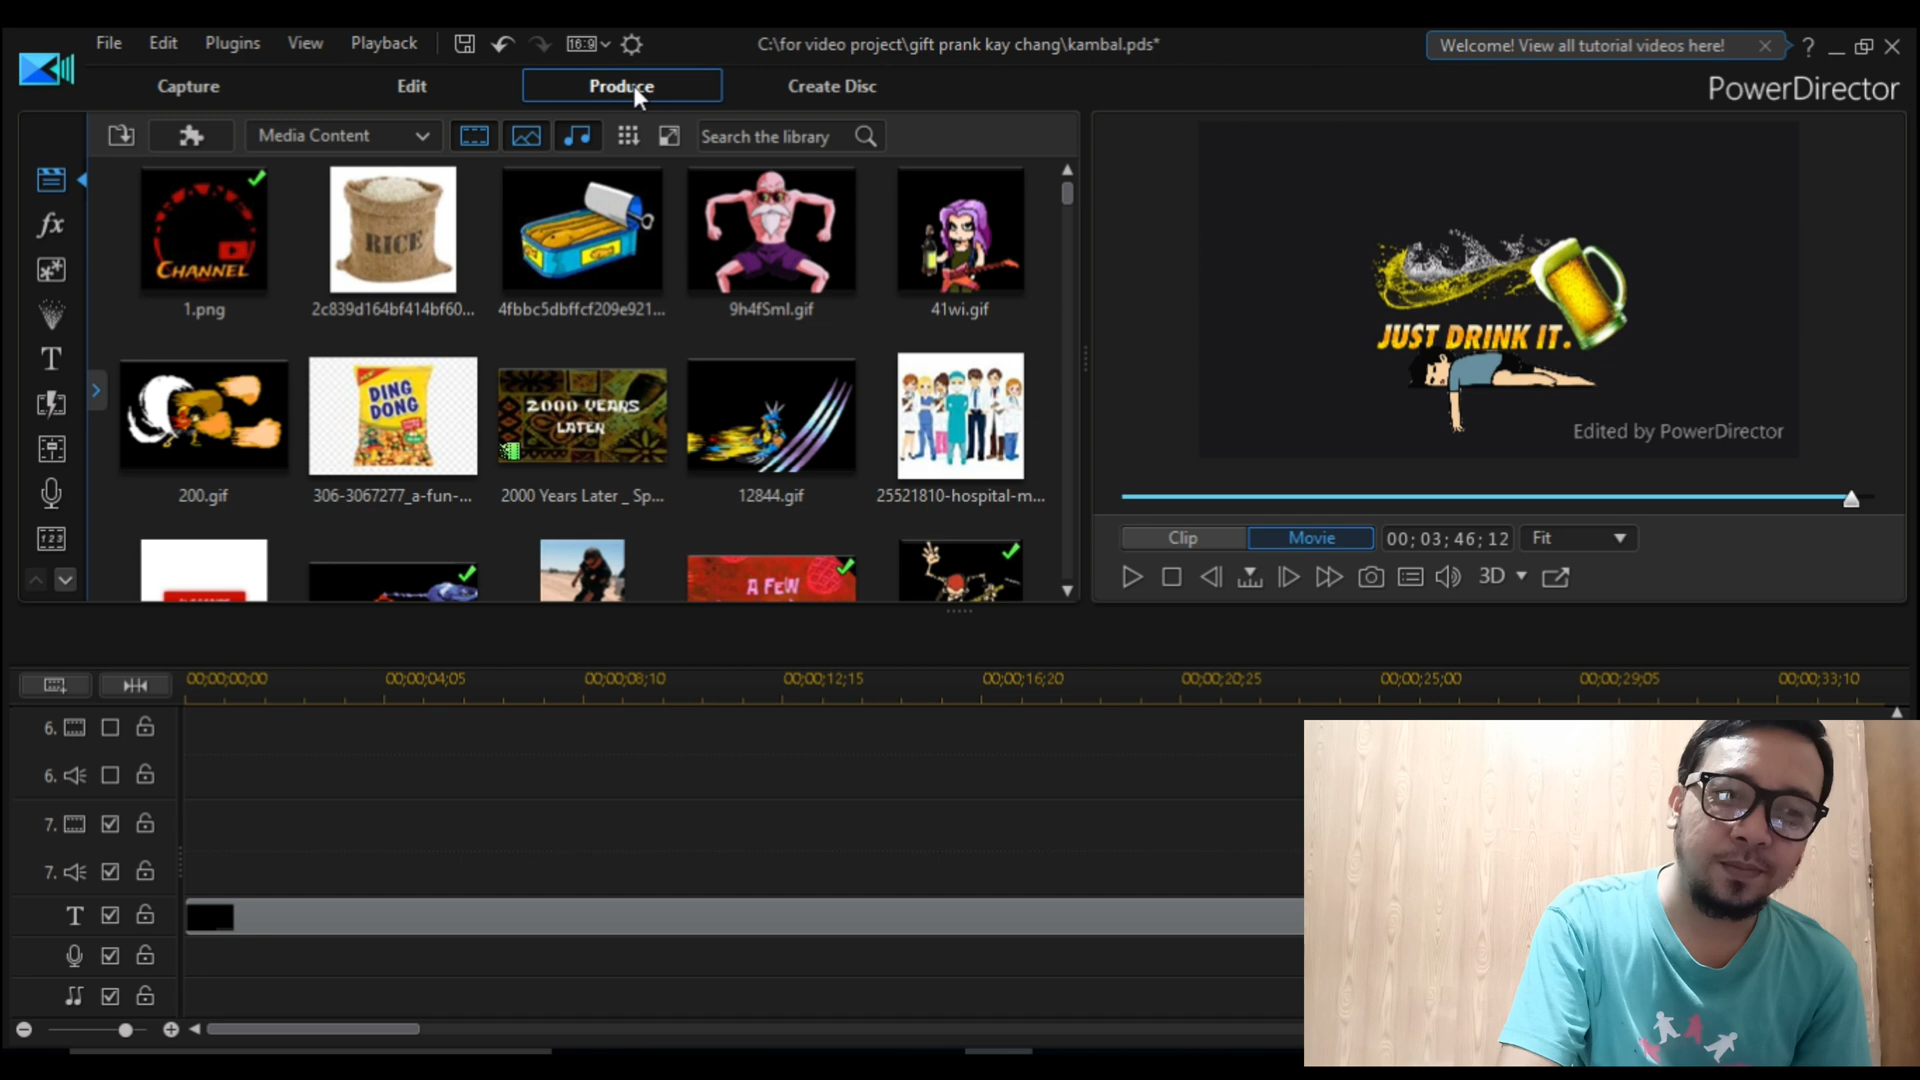 File Edit Plugins View Playback 16:9 C:\for video project\gift prank kay chang\kambal.pds* Welcome! View all tutorial videos here! ?
Capture Edit Produce Create Disc PowerDirector
Media Content Search the library
CHANNEL
RICE
1.png 2c839d164bf414bf60... 4fbbc5dbffcf209e921... 9h4fSml.gif 41wi.gif
JUST DRINK IT.
Edited by PowerDirector
fx
T
DING DONG
2000 YEARS
LATER
200.gif 306-3067277_a-fun-... 2000 Years Later _ Sp... 12844.gif 25521810-hospital-m...
A FEW
123
Clip Movie 00; 03; 46; 12 Fit
3D
00;00;00;00 00;00;04;05 00;00;08;10 00;00;12;15 00;00;16;20 00;00;20;25 00;00;25;00 00;00;29;05 00;00;33;10
6.
6.
7.
7.
T